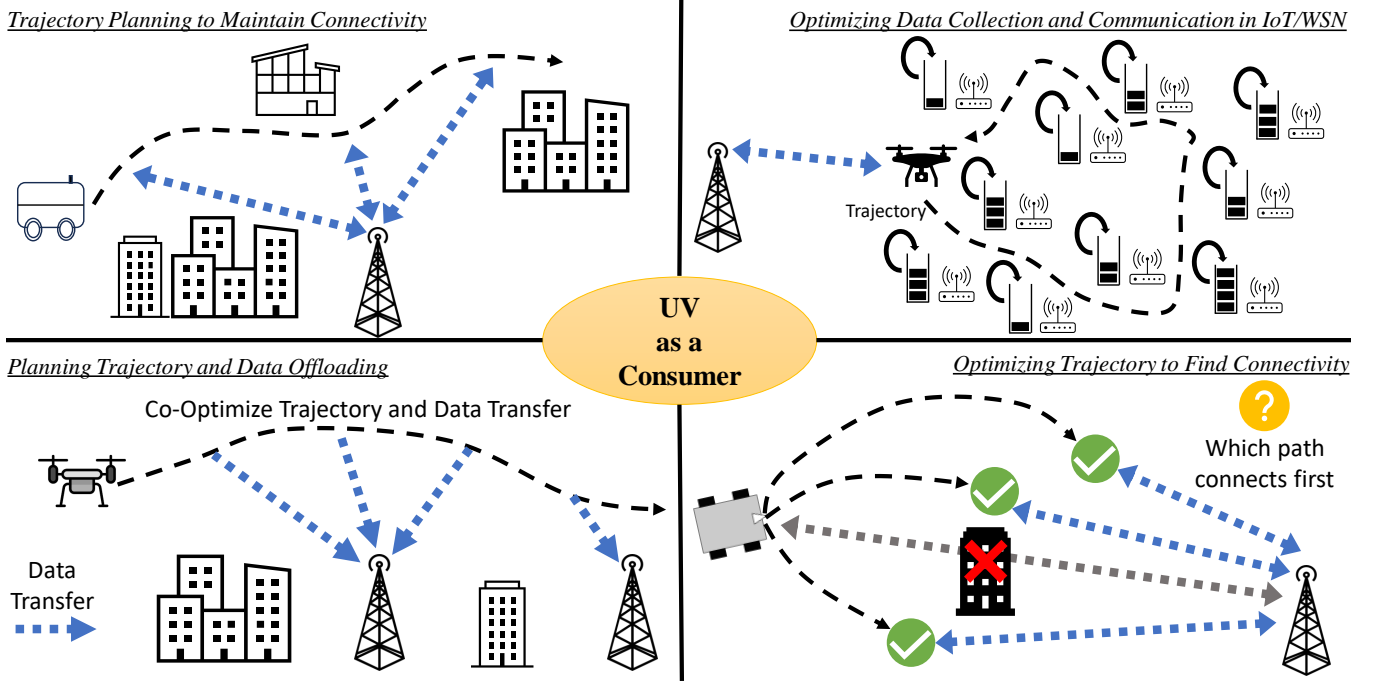 Trajectory Planning to Maintain Connectivity
Optimizing Data Collection and Communication in IoT/WSN
Trajectory
UV
as a
Consumer
Planning Trajectory and Data Offloading
Co-Optimize Trajectory and Data Transfer
Data
Transfer
Optimizing Trajectory to Find Connectivity
?
Which path
connects first